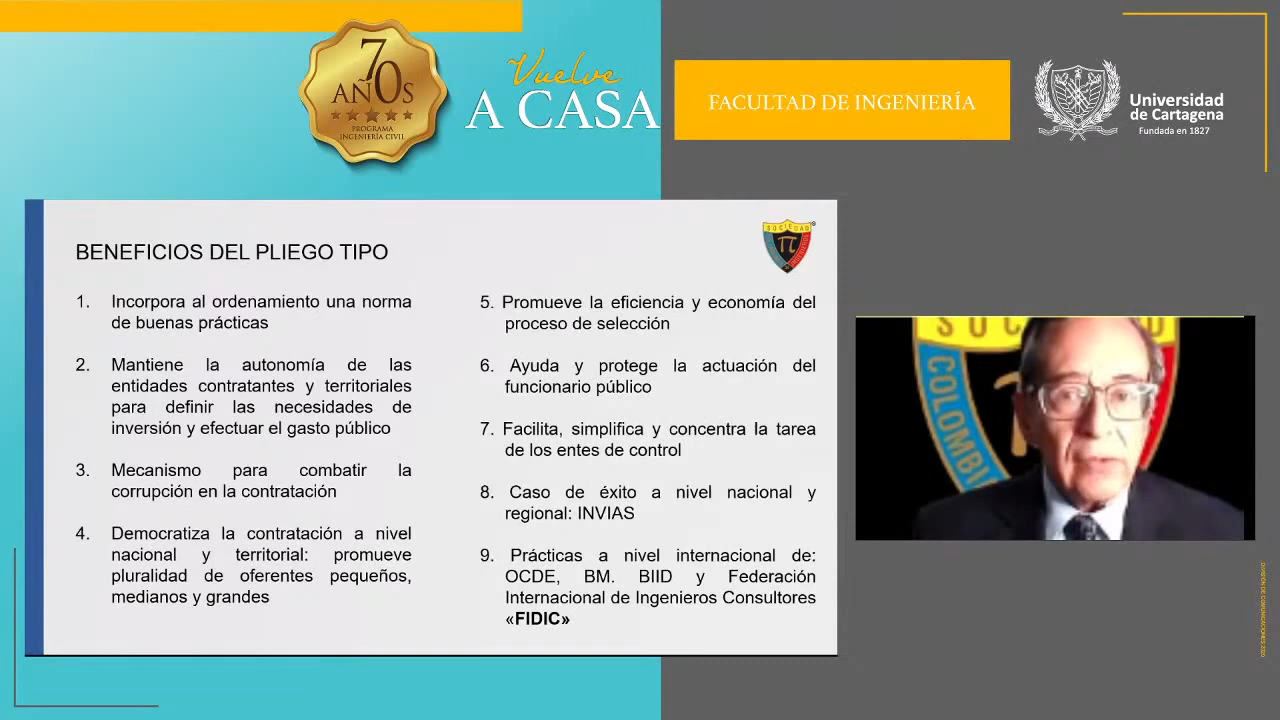 70
AÑOS
PROGRAMA
INGENIERÍA CIVIL
Vuelve
A CASA
FACULTAD DE INGENIERÍA
Universidad
de Cartagena
Fundada en 1827
BENEFICIOS DEL PLIEGO TIPO
SOCIEDAD
1. Incorpora al ordenamiento una norma
de buenas prácticas
2. Mantiene la autonomía de las
entidades contratantes y territoriales
para definir las necesidades de
inversión y efectuar el gasto público
3. Mecanismo para combatir la
corrupción en la contratación
4. Democratiza la contratación a nivel
nacional y territorial: promueve
pluralidad de oferentes pequeños,
medianos y grandes
5. Promueve la eficiencia y economía del
proceso de selección
6. Ayuda y protege la actuación del
funcionario público
7. Facilita, simplifica y concentra la tarea
de los entes de control
8. Caso de éxito a nivel nacional y
regional: INVIAS
9. Prácticas a nivel internacional de:
OCDE, BM. BIID y Federación
Internacional de Ingenieros Consultores
«FIDIC»
COLOMBI
DIVISIÓN DE COMUNICACIONES 2020